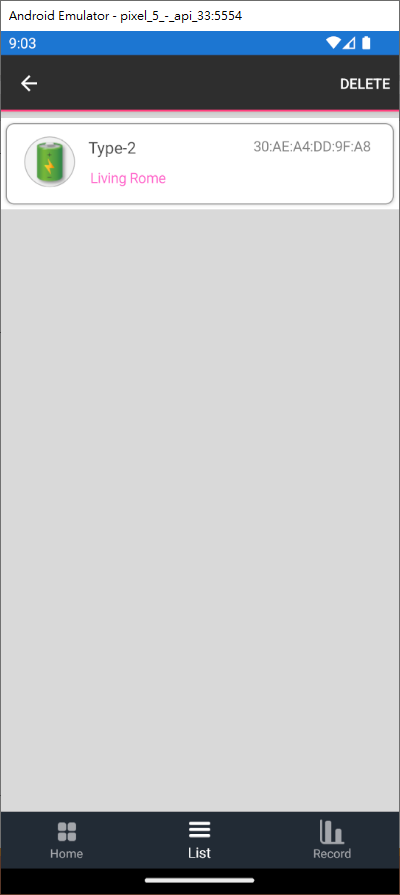 Android Emulator - pixel_5_-_api_33:5554
9:03
DELETE
Type-2
30:AE:A4:DD:9F:A8
Living Rome
Home
List
Record